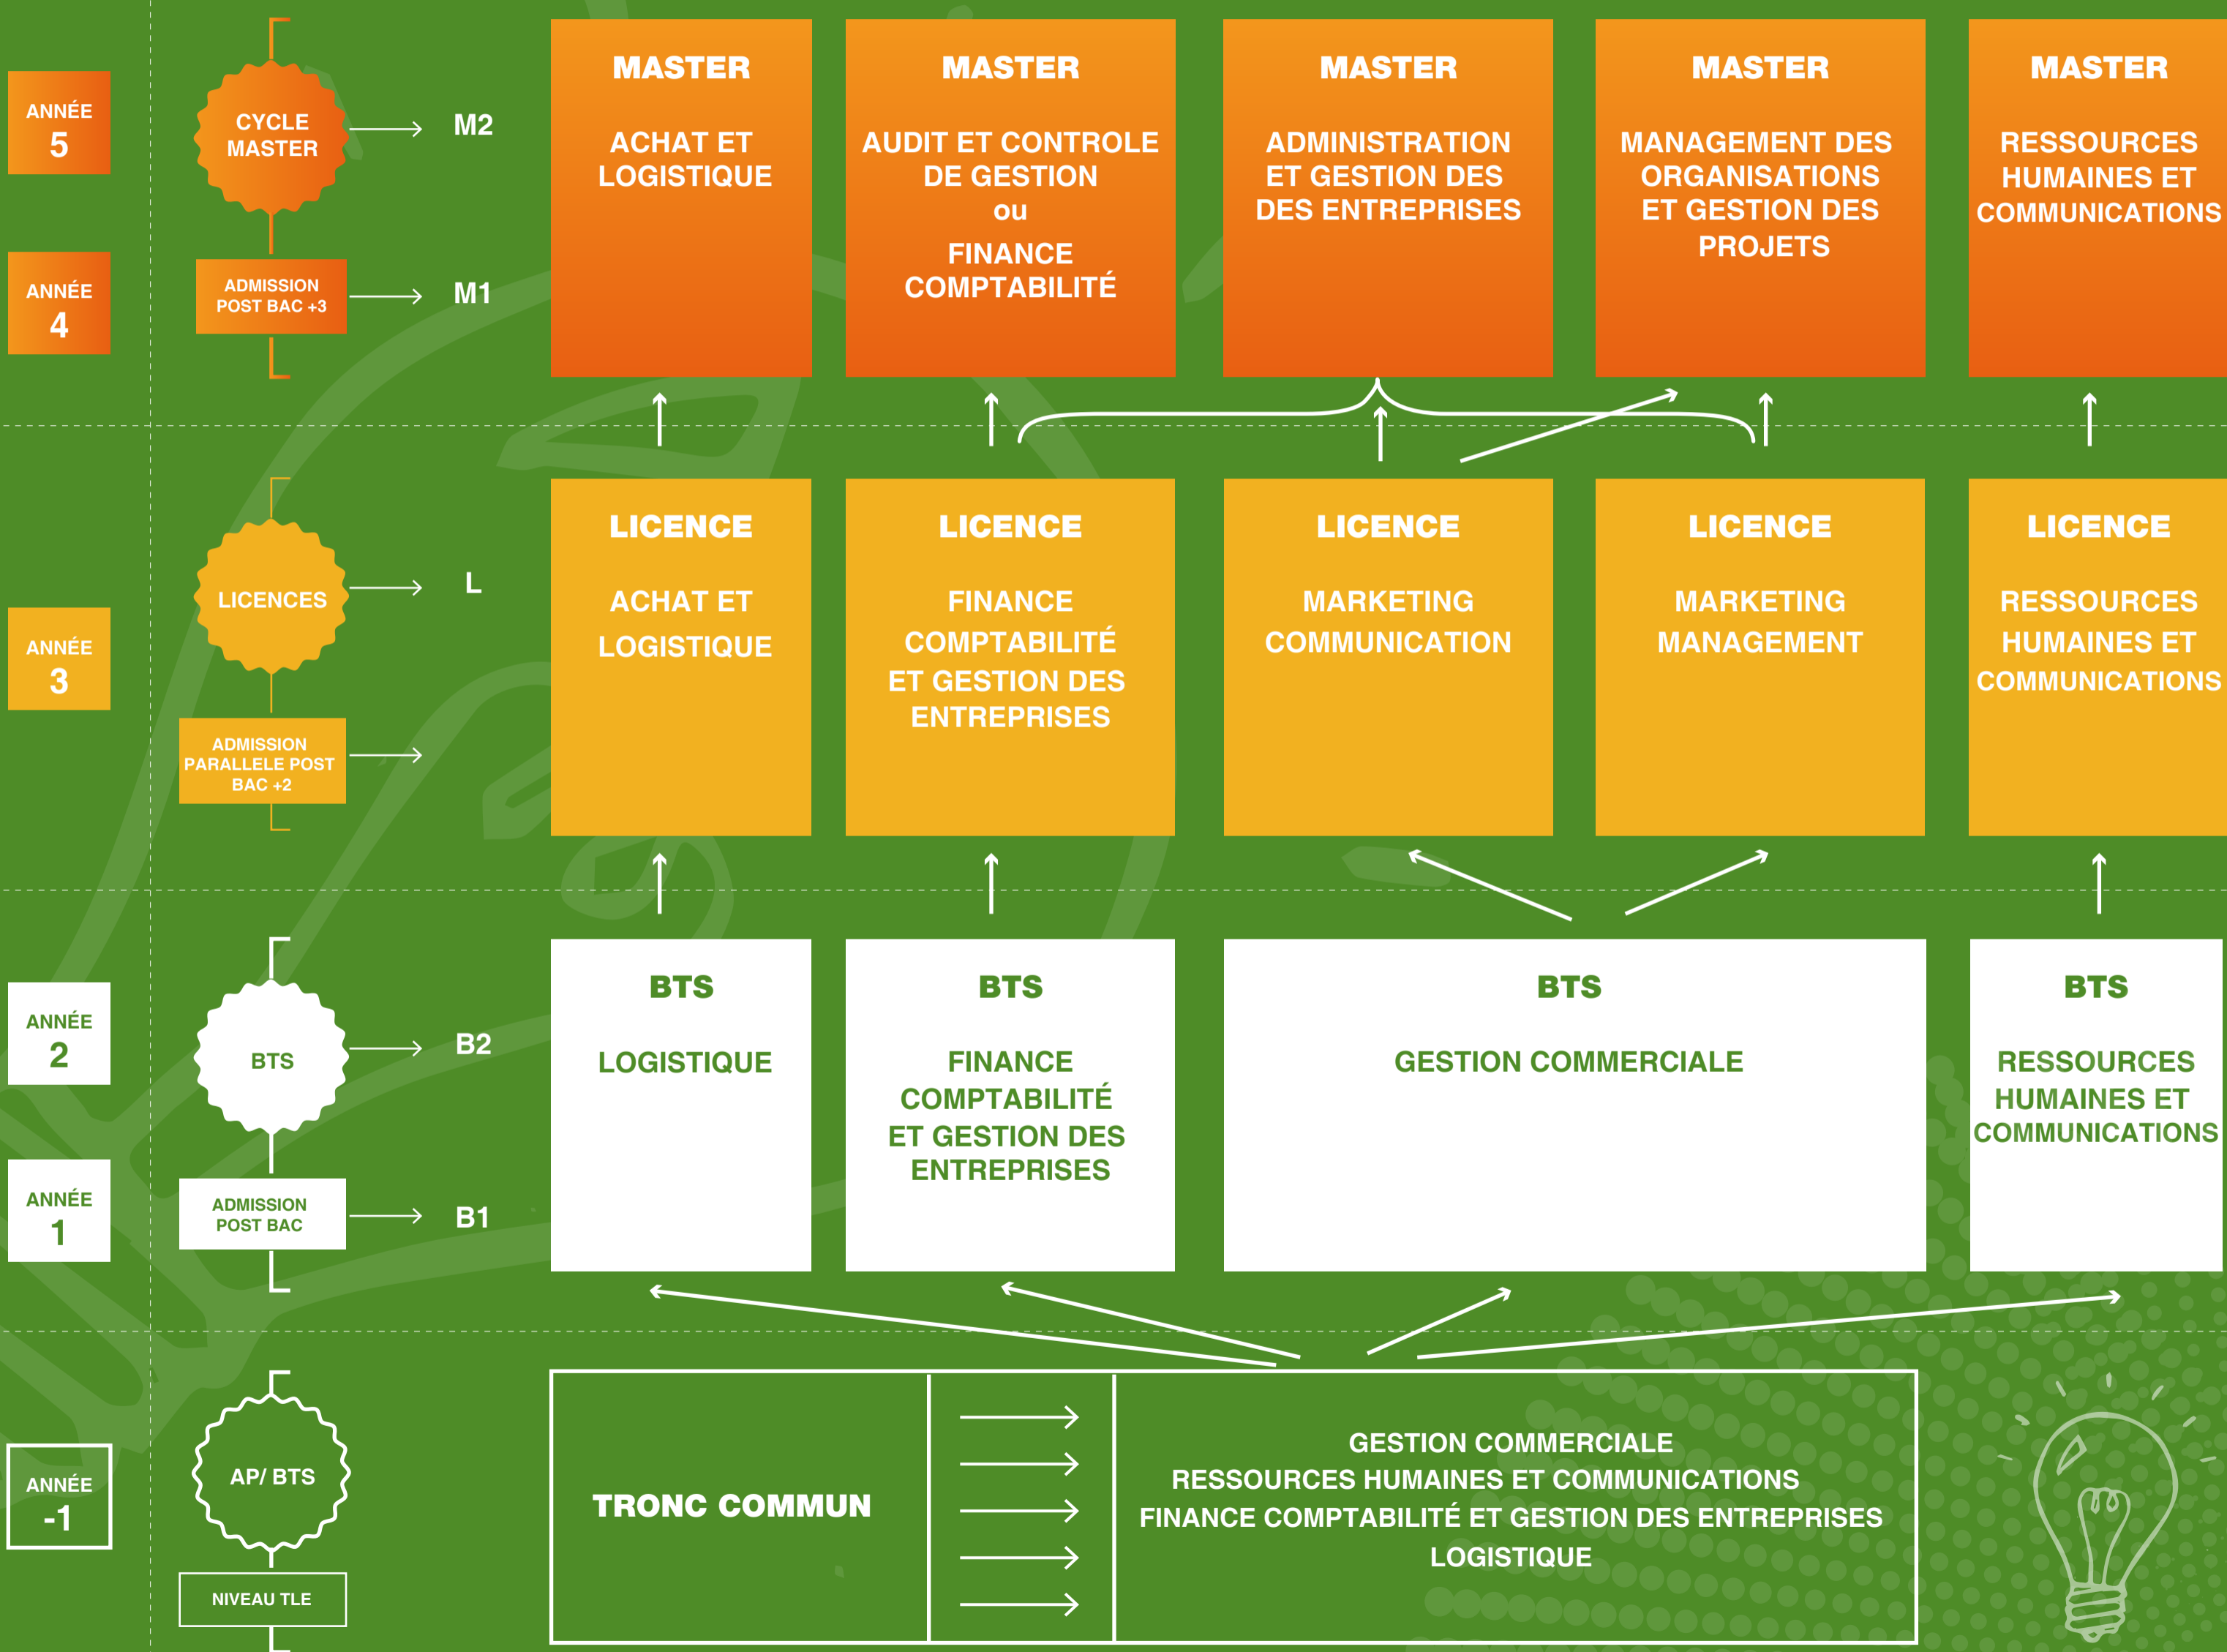 ANNÉE
5
CYCLE
MASTER
M2
ANNÉE
4
ADMISSION
POST BAC +3
M1
MASTER
ACHAT ET
LOGISTIQUE
MASTER
AUDIT ET CONTROLE
DE GESTION
ou
FINANCE
COMPTABILITÉ
MASTER
ADMINISTRATION
ET GESTION DES
DES ENTREPRISES
MASTER
MANAGEMENT DES
ORGANISATIONS
ET GESTION DES
PROJETS
MASTER
RESSOURCES
HUMAINES ET
COMMUNICATIONS
ANNÉE
3
LICENCES
L
ADMISSION
PARALLELE POST
BAC +2
LICENCE
ACHAT ET
LOGISTIQUE
LICENCE
FINANCE
COMPTABILITÉ
ET GESTION DES
ENTREPRISES
LICENCE
MARKETING
COMMUNICATION
LICENCE
MARKETING
MANAGEMENT
LICENCE
RESSOURCES
HUMAINES ET
COMMUNICATIONS
ANNÉE
2
BTS
B2
ANNÉE
1
ADMISSION
POST BAC
B1
BTS
LOGISTIQUE
BTS
FINANCE
COMPTABILITÉ
ET GESTION DES
ENTREPRISES
BTS
GESTION COMMERCIALE
BTS
RESSOURCES
HUMAINES ET
COMMUNICATIONS
ANNÉE
-1
AP/ BTS
NIVEAU TLE
TRONC COMMUN
GESTION COMMERCIALE
RESSOURCES HUMAINES ET COMMUNICATIONS
FINANCE COMPTABILITÉ ET GESTION DES ENTREPRISES
LOGISTIQUE